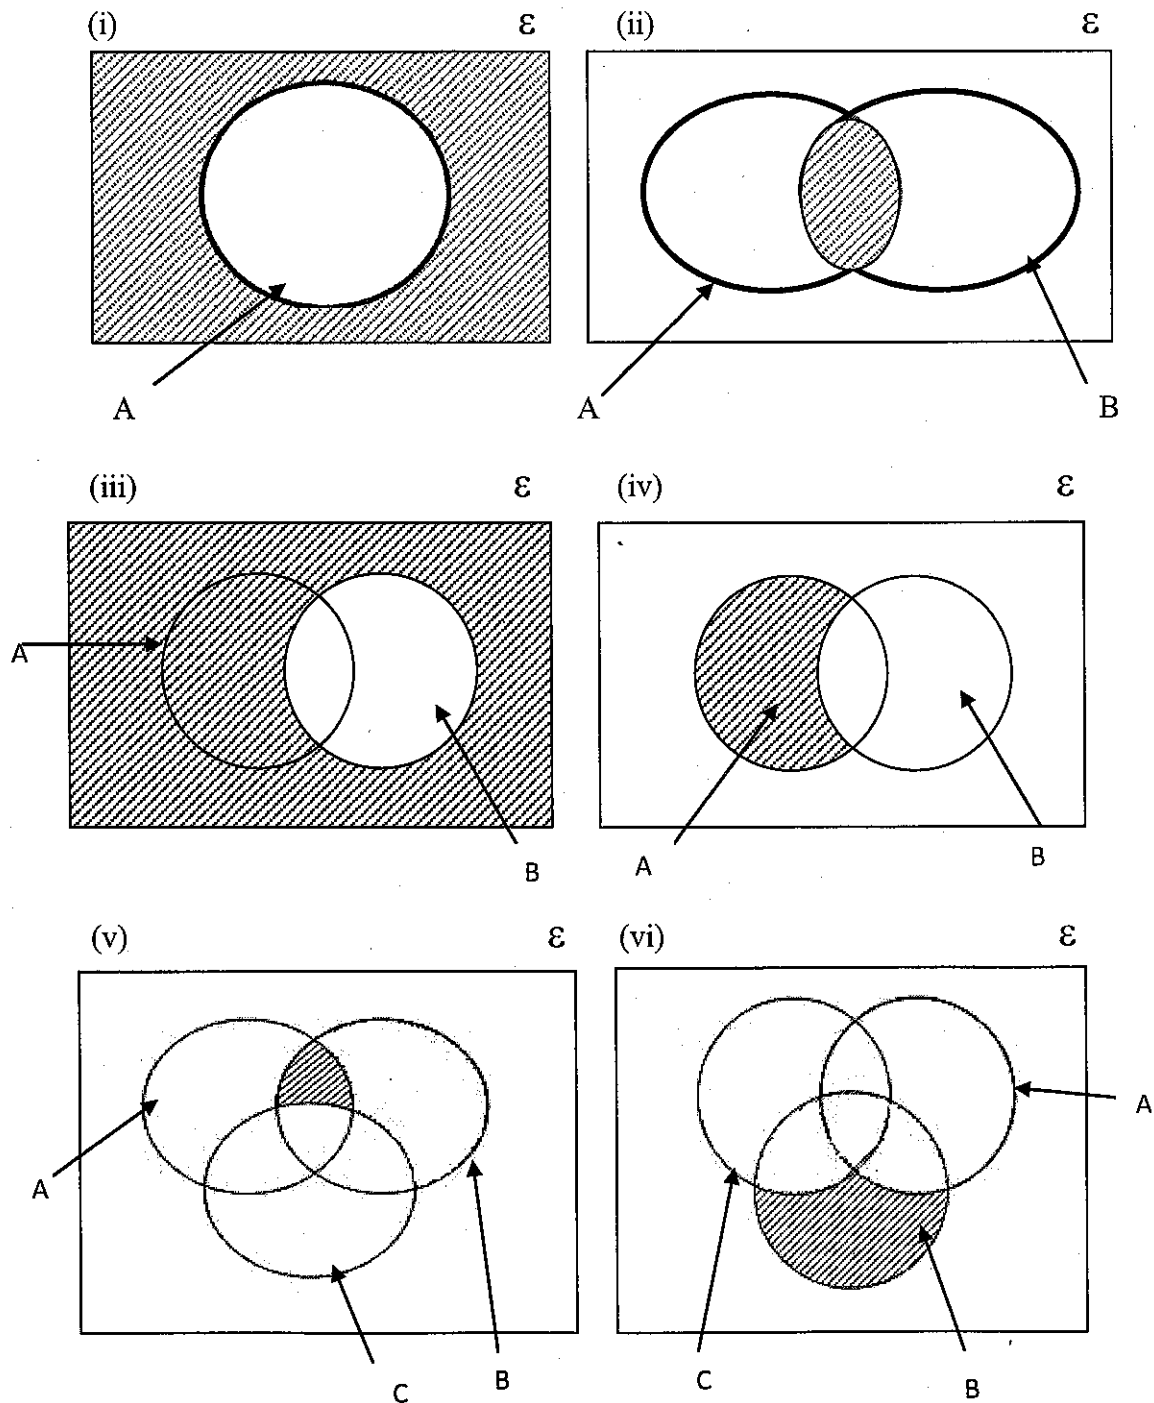 (i) ε (ii) ε
A A B
(iii) ε (iv) ε
A
B A B
(v) ε (vi) ε
A A
C B C B